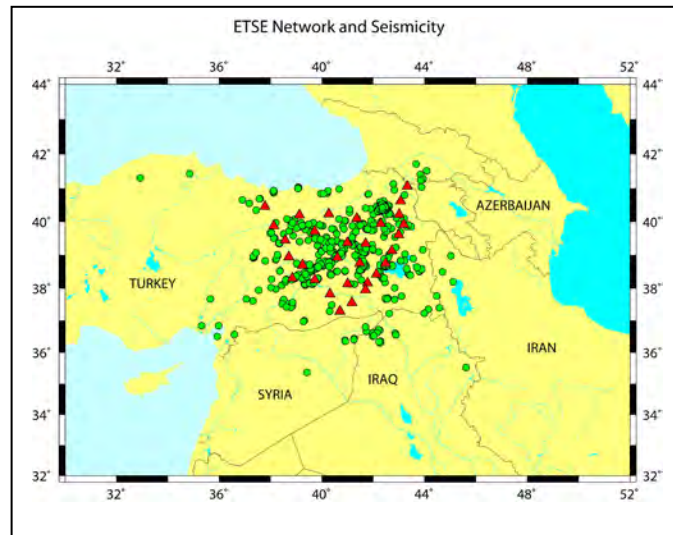 ETSE Network and Seismicity
32° 36° 40° 44° 48° 52°
44° 44°
42° 42°
AZERBAIJAN
40° 40°
TURKEY
38° 38°
IRAN
36° 36°
SYRIA IRAQ
34° 34°
32° 32°
32° 36° 40° 44° 48° 52°